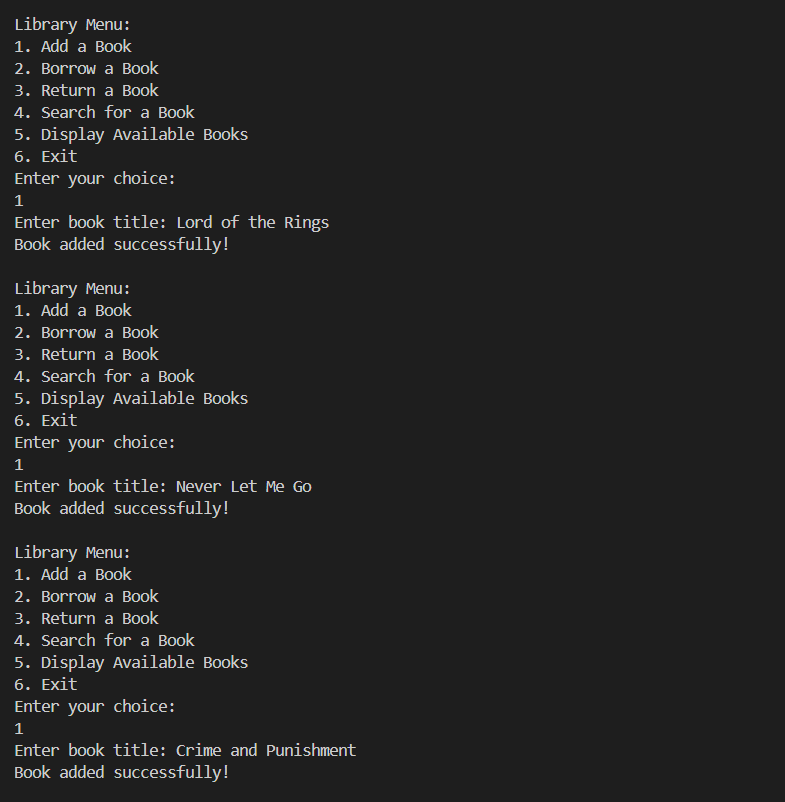 Library Menu:
1. Add a Book
2. Borrow a Book
3. Return a Book
4. Search for a Book
5. Display Available Books
6. Exit
Enter your choice:
1
Enter book title: Lord of the Rings
Book added successfully!
Library Menu:
1. Add a Book
2. Borrow a Book
3. Return a Book
4. Search for a Book
5. Display Available Books
6. Exit
Enter your choice:
1
Enter book title: Never Let Me Go
Book added successfully!
Library Menu:
1. Add a Book
2. Borrow a Book
3. Return a Book
4. Search for a Book
5. Display Available Books
6. Exit
Enter your choice:
1
Enter book title: Crime and Punishment
Book added successfully!